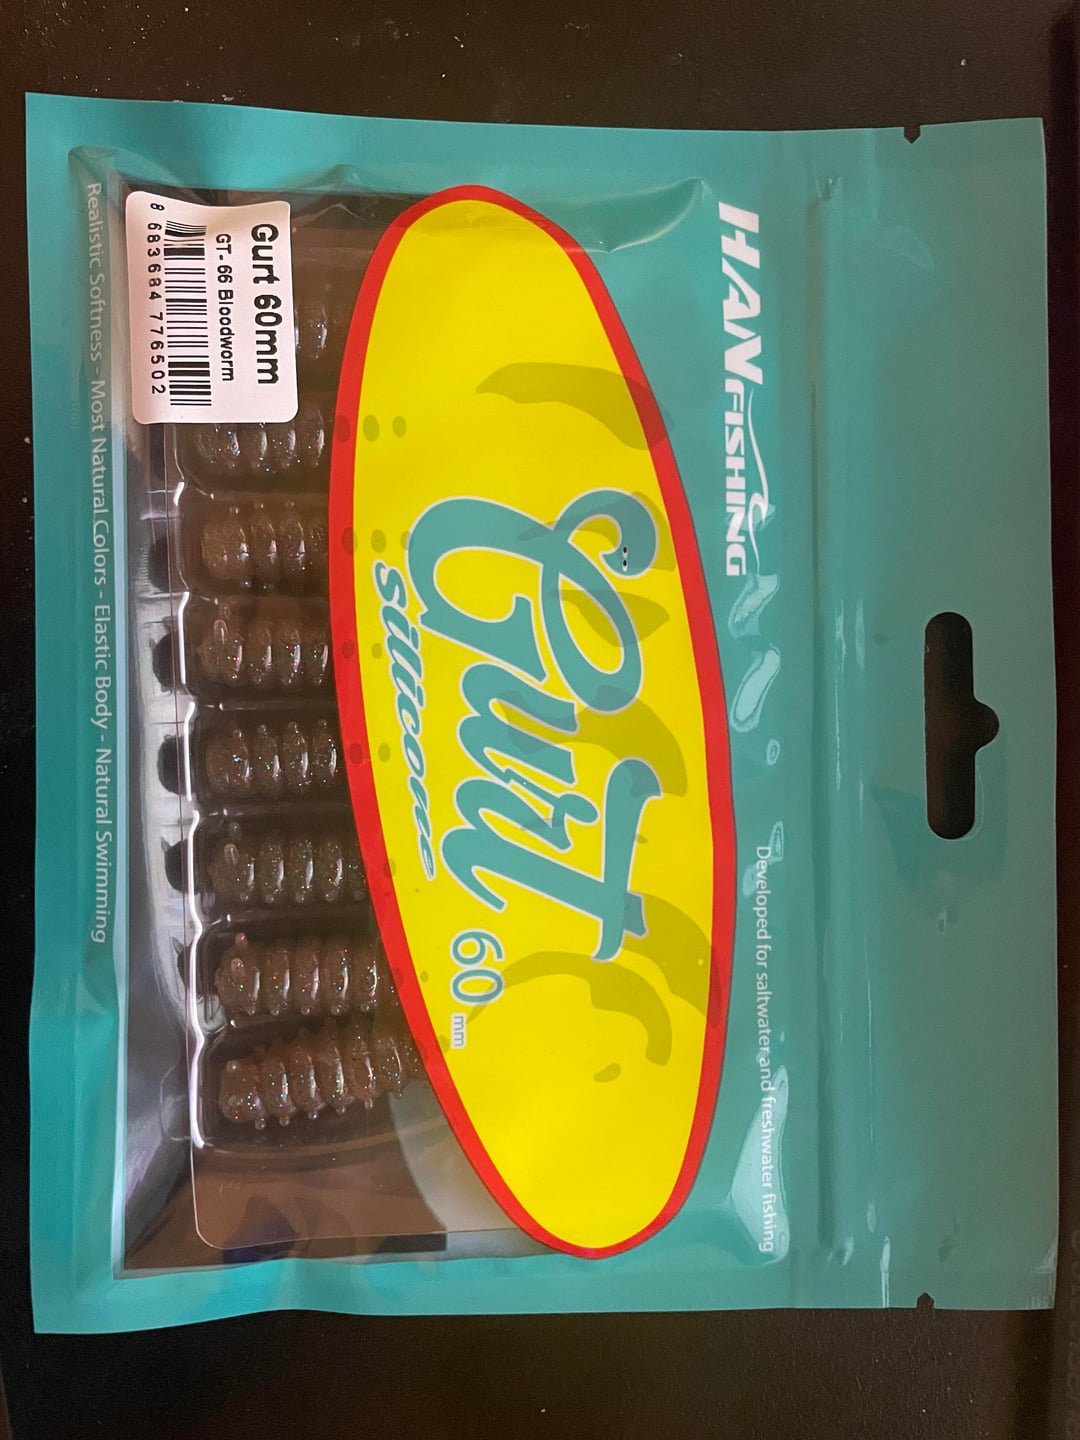 HANFISHING
Developed for saltwater and freshwater fishing
Gurt 60 mm
silicone
Gurt 60mm
GT- 66 Bloodworm
8 683684 776502
Realistic Softness - Most Natural Colors - Elastic Body - Natural Swimming